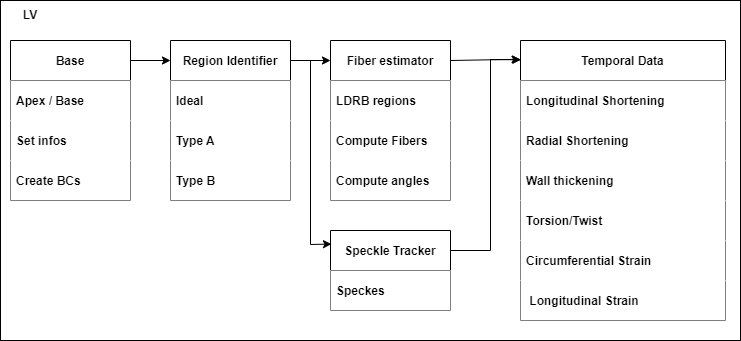 LV
Base
Apex / Base
Set infos
Create BCs
Region Identifier
Ideal
Type A
Type B
Fiber estimator
LDRB regions
Compute Fibers
Compute angles
Speckle Tracker
Speckes
Temporal Data
Longitudinal Shortening
Radial Shortening
Wall thickening
Torsion/Twist
Circumferential Strain
Longitudinal Strain